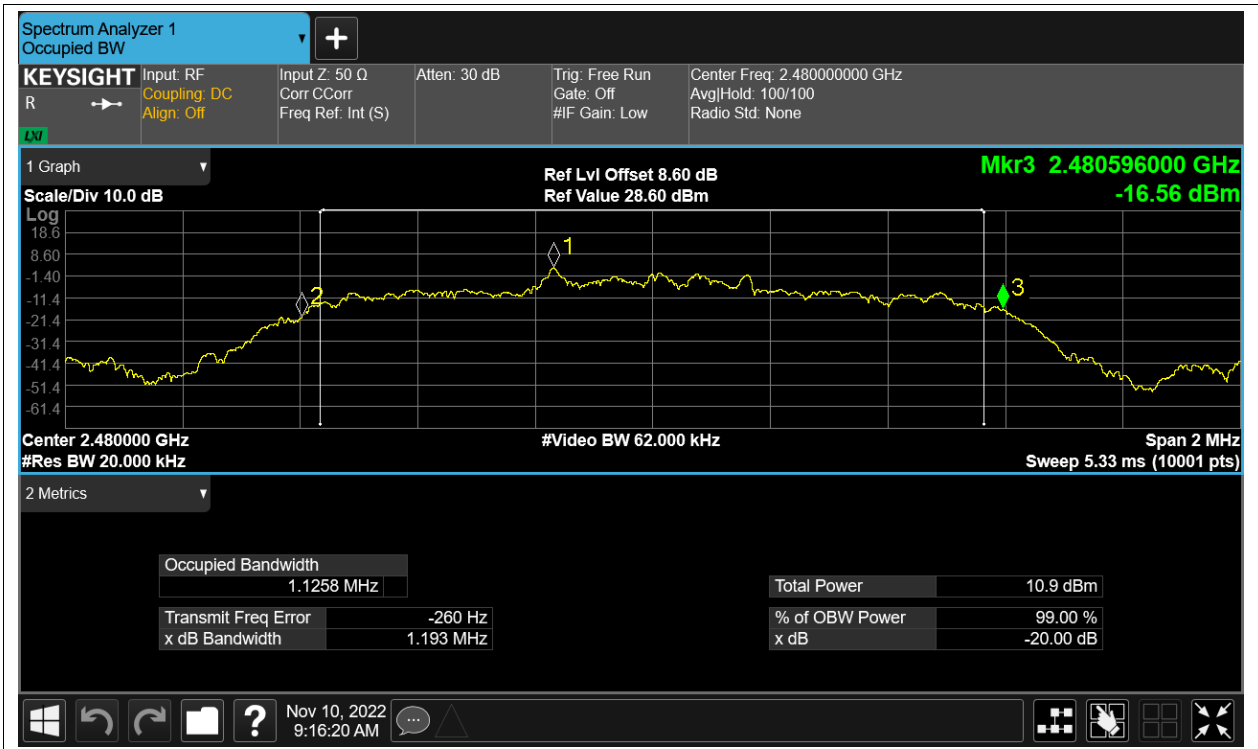 Spectrum Analyzer 1
Occupied BW
KEYSIGHT
R
LXI
Input: RF
Coupling: DC
Align: Off
Input Z: 50 Ω
Corr CCorr
Freq Ref: Int (S)
Atten: 30 dB
Trig: Free Run
Gate: Off
#IF Gain: Low
Center Freq: 2.480000000 GHz
Avg|Hold: 100/100
Radio Std: None
1 Graph
Scale/Div 10.0 dB
Ref Lvl Offset 8.60 dB
Ref Value 28.60 dBm
Mkr3 2.480596000 GHz
-16.56 dBm
Log
18.6
8.60
-1.40
-11.4
-21.4
-31.4
-41.4
-51.4
-61.4
1
2
3
Center 2.480000 GHz
#Res BW 20.000 kHz
#Video BW 62.000 kHz
Span 2 MHz
Sweep 5.33 ms (10001 pts)
2 Metrics
Occupied Bandwidth
1.1258 MHz
Transmit Freq Error -260 Hz
x dB Bandwidth 1.193 MHz
Total Power 10.9 dBm
% of OBW Power 99.00 %
x dB -20.00 dB
?
Nov 10, 2022
9:16:20 AM